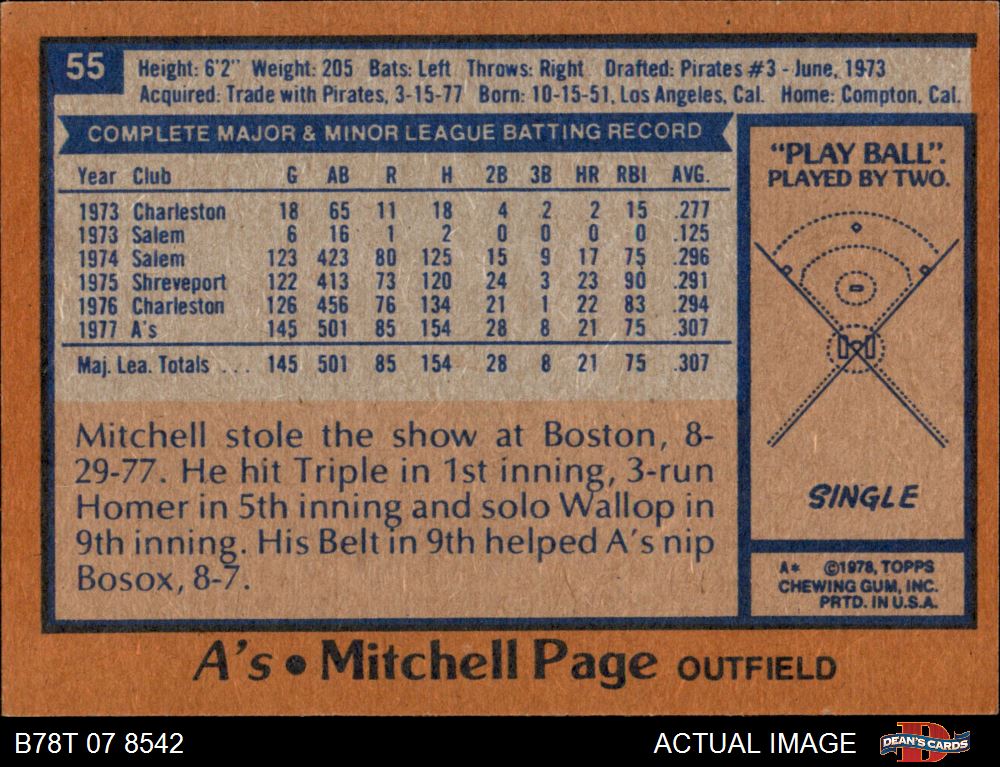 55
Height: 6'2" Weight: 205 Bats: Left Throws: Right Drafted: Pirates #3 - June, 1973
Acquired: Trade with Pirates, 3-15-77 Born: 10-15-51, Los Angeles, Cal. Home: Compton, Cal.
COMPLETE MAJOR & MINOR LEAGUE BATTING RECORD
Year Club G AB R H 2B 3B HR RBI AVG.
1973 Charleston 18 65 11 18 4 2 2 15 .277
1973 Salem 6 16 1 2 0 0 0 0 .125
1974 Salem 123 423 80 125 15 9 17 75 .296
1975 Shreveport 122 413 73 120 24 3 23 90 .291
1976 Charleston 126 456 76 134 21 1 22 83 .294
1977 A's 145 501 85 154 28 8 21 75 .307
Maj. Lea. Totals ... 145 501 85 154 28 8 21 75 .307
Mitchell stole the show at Boston, 8-
29-77. He hit Triple in 1st inning, 3-run
Homer in 5th inning and solo Wallop in
9th inning. His Belt in 9th helped A's nip
Bosox, 8-7.
"PLAY BALL".
PLAYED BY TWO.
SINGLE
A* ©1978, TOPPS
CHEWING GUM, INC.
PRTD. IN U.S.A.
A's • Mitchell Page OUTFIELD
B78T 07 8542
ACTUAL IMAGE
DEAN'S CARDS